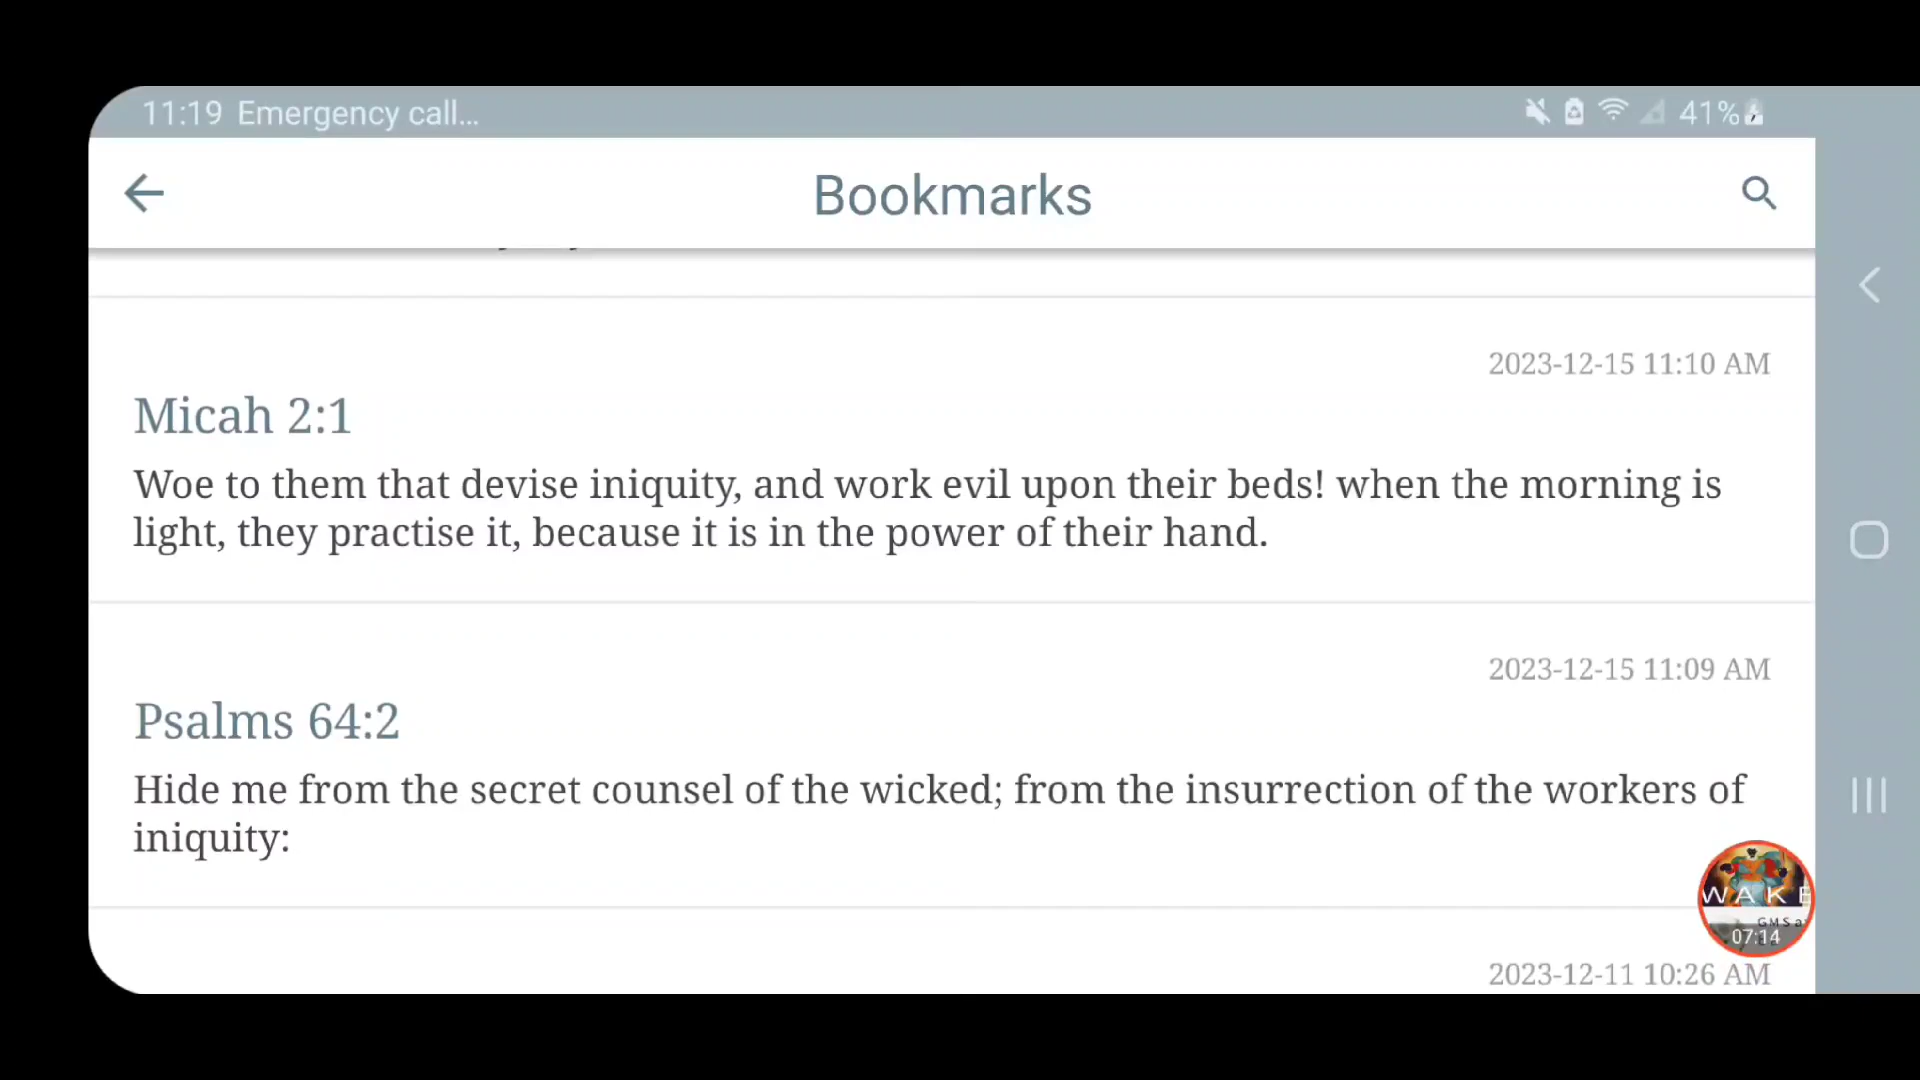 11:19 Emergency call...
41%
Bookmarks
2023-12-15 11:10 AM
Micah 2:1
Woe to them that devise iniquity, and work evil upon their beds! when the morning is
light, they practise it, because it is in the power of their hand.
2023-12-15 11:09 AM
Psalms 64:2
Hide me from the secret counsel of the wicked; from the insurrection of the workers of
iniquity:
WAKE
GMS a
07:14
2023-12-11 10:26 AM